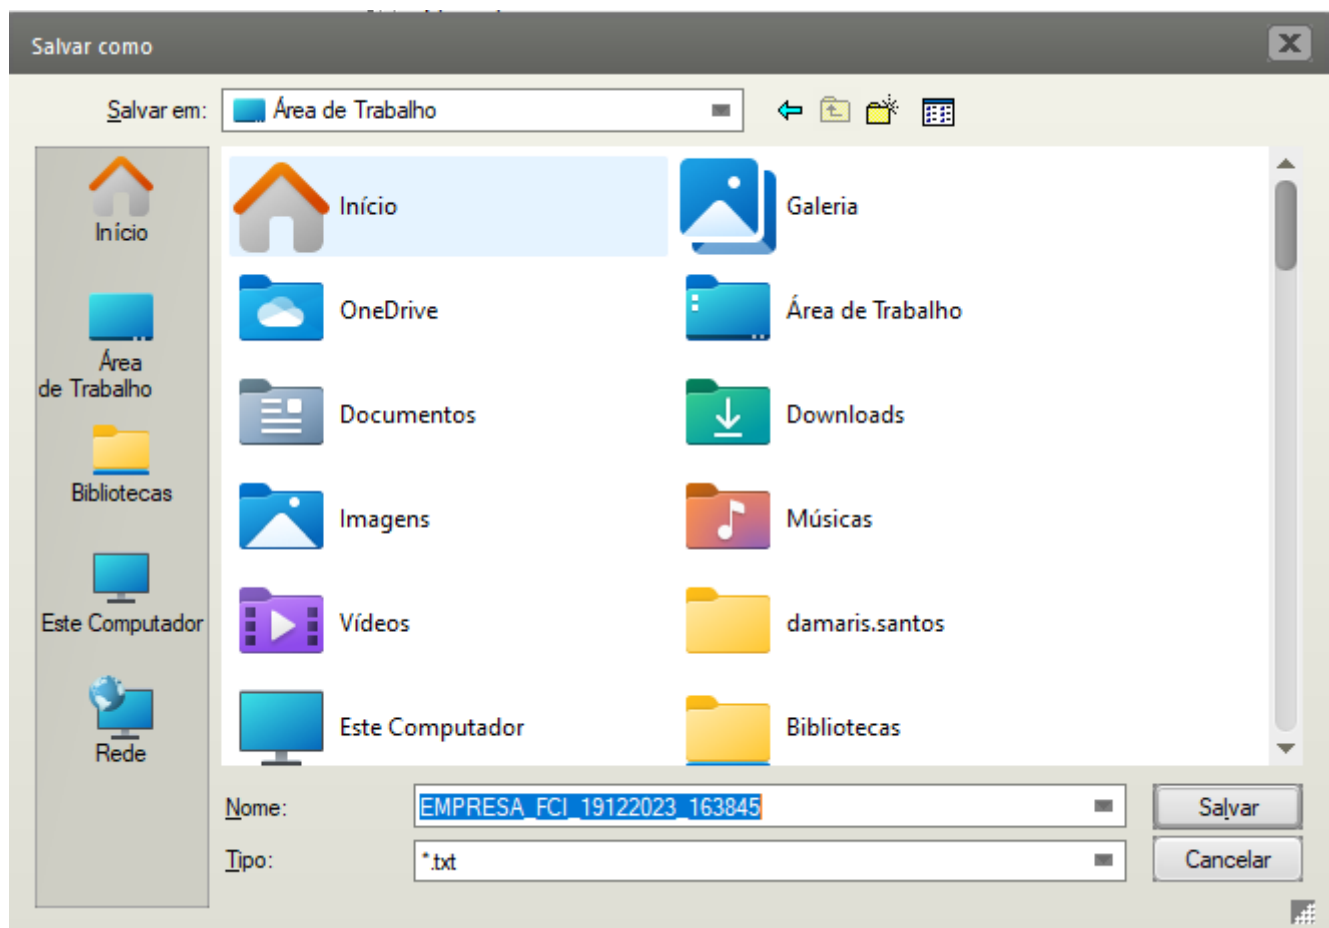 Salvar como
Salvar em:
Área de Trabalho
Início
Área
de Trabalho
Bibliotecas
Este Computador
Rede
Início
Galeria
OneDrive
Área de Trabalho
Documentos
Downloads
Imagens
Músicas
Vídeos
damaris.santos
Este Computador
Bibliotecas
Nome:
EMPRESA_FCI_19122023_163845
Salvar
Tipo:
*.txt
Cancelar